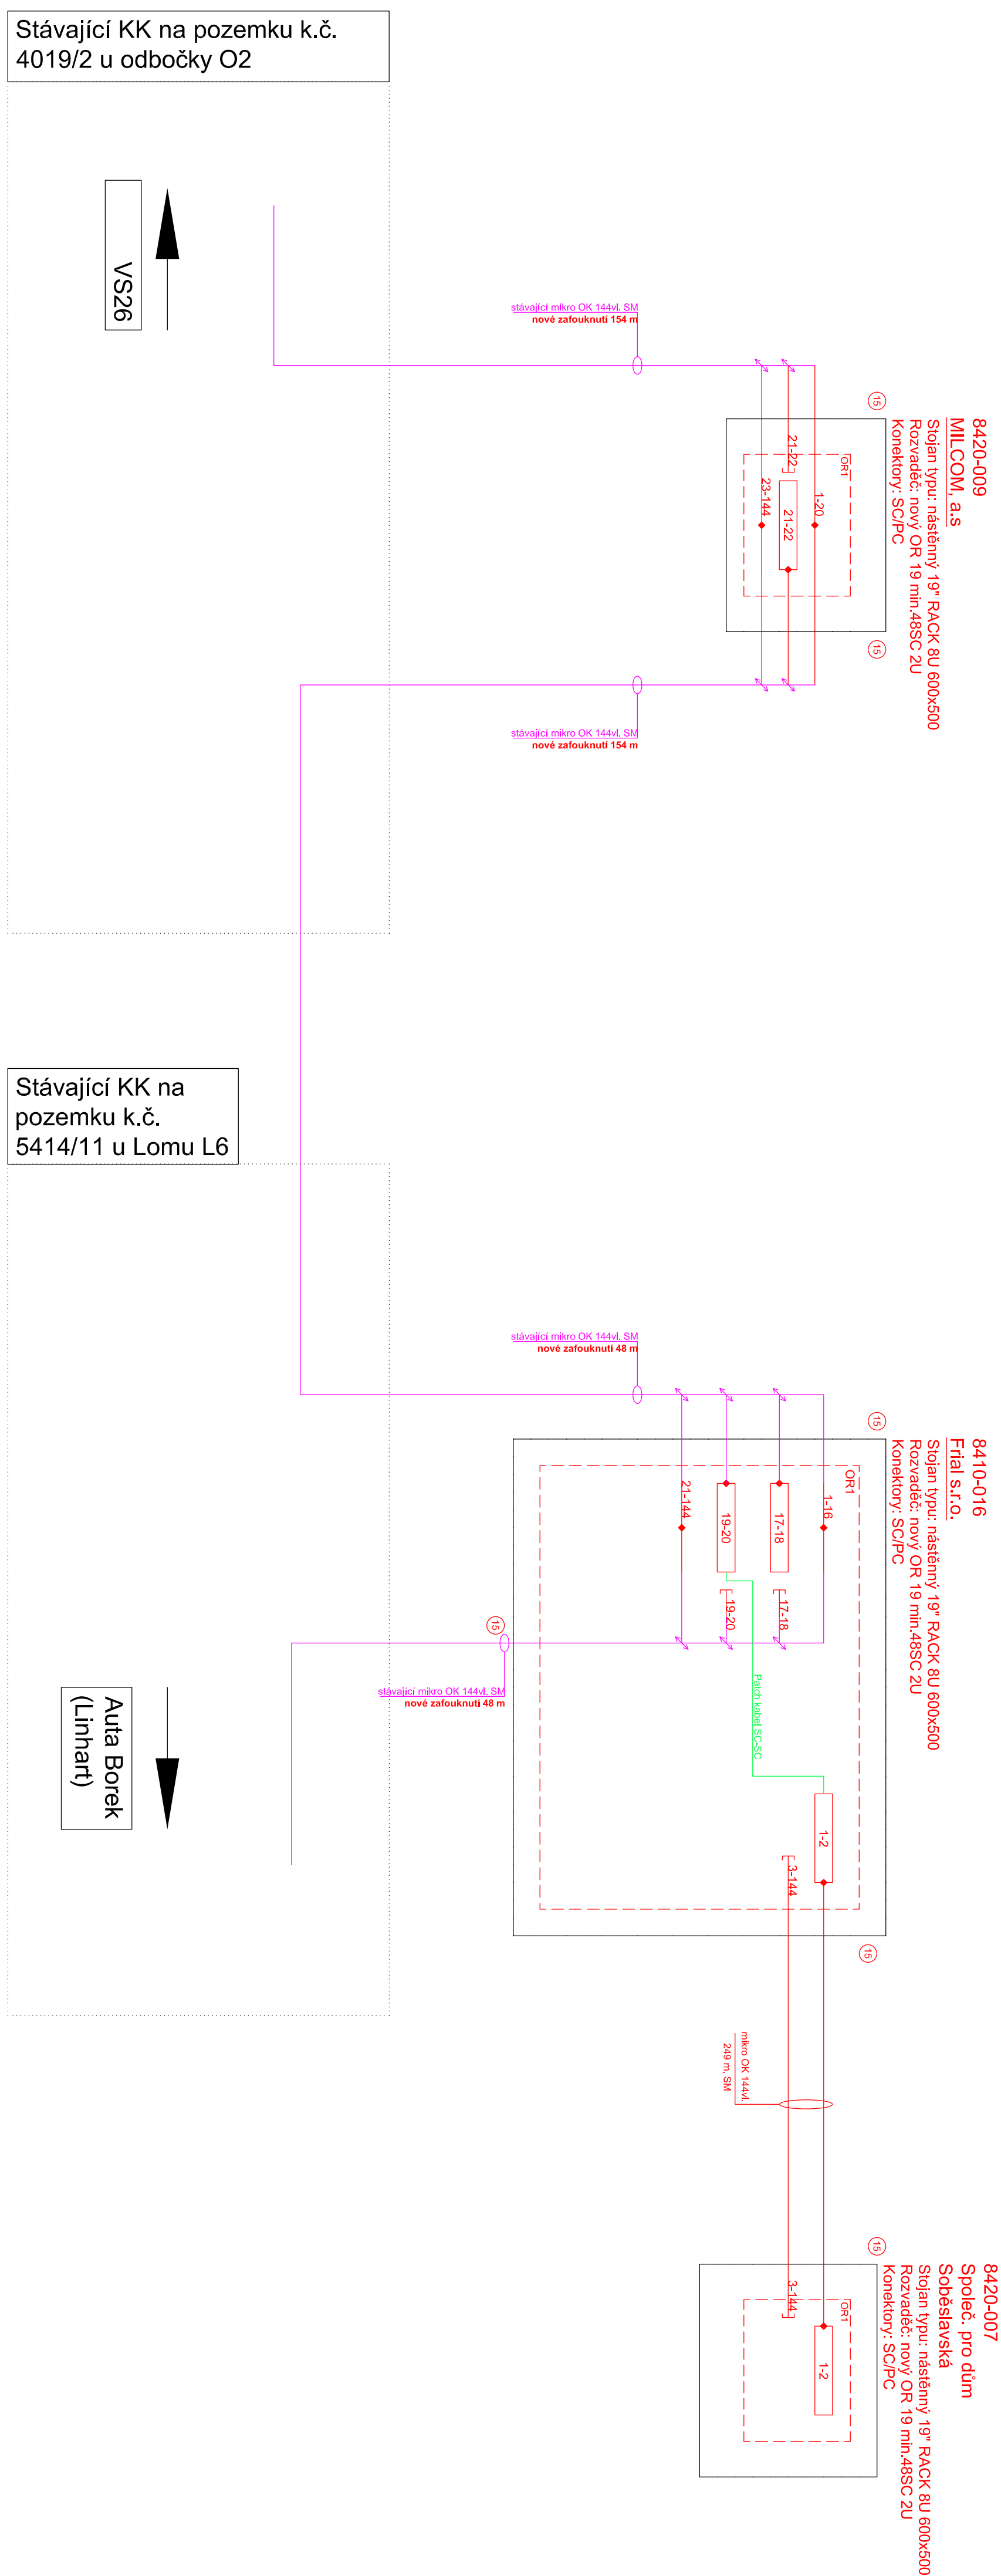 Stávající KK na pozemku k.č.
4019/2 u odbočky O2
VS26
stávající mikro OK 144vl. SM
nové zafouknutí 154 m
15
8420-009
MILCOM, a.s
Stojan typu: nástěnný 19" RACK 8U 600x500
Rozvaděč: nový OR 19 min.48SC 2U
Konektory: SC/PC
OR1
21-22
1-20
21-22
23-144
15
stávající mikro OK 144vl. SM
nové zafouknutí 154 m
Stávající KK na
pozemku k.č.
5414/11 u Lomu L6
stávající mikro OK 144vl. SM
nové zafouknutí 48 m
15
8410-016
Frial s.r.o.
Stojan typu: nástěnný 19" RACK 8U 600x500
Rozvaděč: nový OR 19 min.48SC 2U
Konektory: SC/PC
OR1
1-16
17-18
19-20
21-144
17-18
19-20
15
stávající mikro OK 144vl. SM
nové zafouknutí 48 m
Patch kabel SC-SC
Auta Borek
(Linhart)
1-2
3-144
15
mikro OK 144vl.
249 m, SM
15
8420-007
Společ. pro dům
Soběslavská
Stojan typu: nástěnný 19" RACK 8U 600x500
Rozvaděč: nový OR 19 min.48SC 2U
Konektory: SC/PC
OR1
3-144
1-2